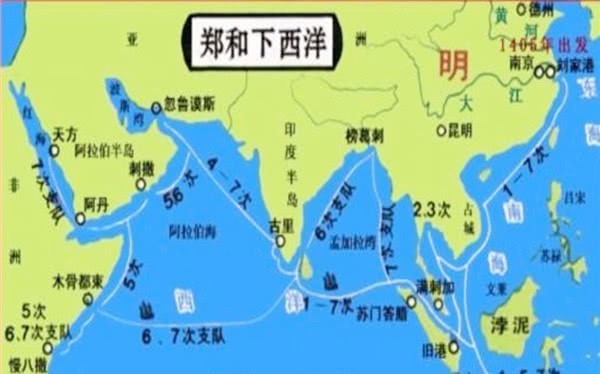 郑和下西洋
亚
洲
黄
河
德州
1405年出发
明
南京
刘家港
大
江
东
海
波
斯
湾
忽鲁谟斯
红
海
天方
阿拉伯半岛
刺撒
7次支队
阿丹
5.6次
4-7次
印
度
半
岛
榜葛刺
昆明
6次支队
7次支队
1-7次
2.3次
占
城
南
海
吕宋
苏禄
非
洲
阿拉伯海
古里
孟加拉湾
木骨都束
5次
西
洋
1-7次
满刺加
文莱
浡泥
苏门答腊
5次
6.7次支队
6.7次支队
旧港
慢八撒